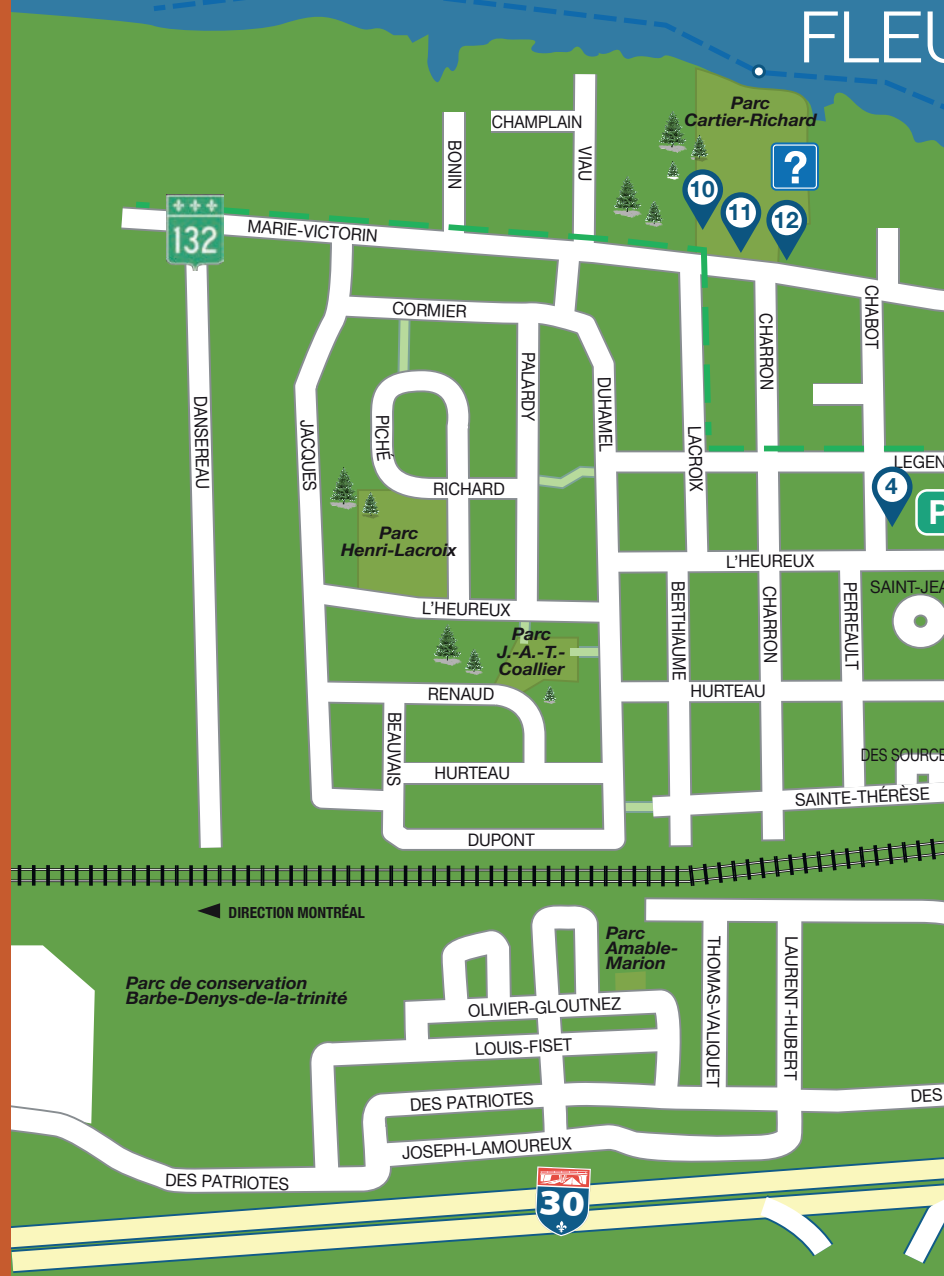 FLEU
Parc
Cartier-Richard
CHAMPLAIN
BONIN
VIAU
?
10
11
12
132
MARIE-VICTORIN
CORMIER
CHABOT
CHARRON
PALARDY
DUHAMEL
DANSEREAU
JACQUES
PICHÉ
LACROIX
LEGEN
RICHARD
4
P
Parc
Henri-Lacroix
L'HEUREUX
L'HEUREUX
SAINT-JEA
BERTHIAUME
CHARRON
PERREAULT
Parc
J.-A.-T.-
Coallier
RENAUD
HURTEAU
BEAUVAIS
DES SOURCE
HURTEAU
SAINTE-THÉRÈSE
DUPONT
DIRECTION MONTRÉAL
Parc
Amable-
Marion
THOMAS-VALIQUET
LAURENT-HUBERT
Parc de conservation
Barbe-Denys-de-la-trinité
OLIVIER-GLOUTNEZ
LOUIS-FISET
DES PATRIOTES
DES
JOSEPH-LAMOUREUX
DES PATRIOTES
30